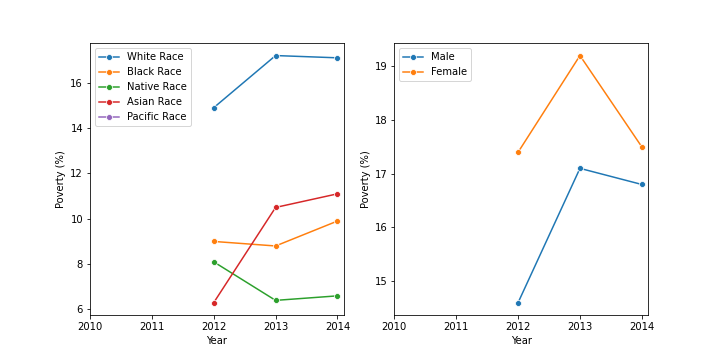 White Race
Black Race
Native Race
Asian Race
Pacific Race
Poverty (%)
16
14
12
10
8
6
2010 2011 2012 2013 2014
Year
Male
Female
Poverty (%)
19
18
17
16
15
2010 2011 2012 2013 2014
Year